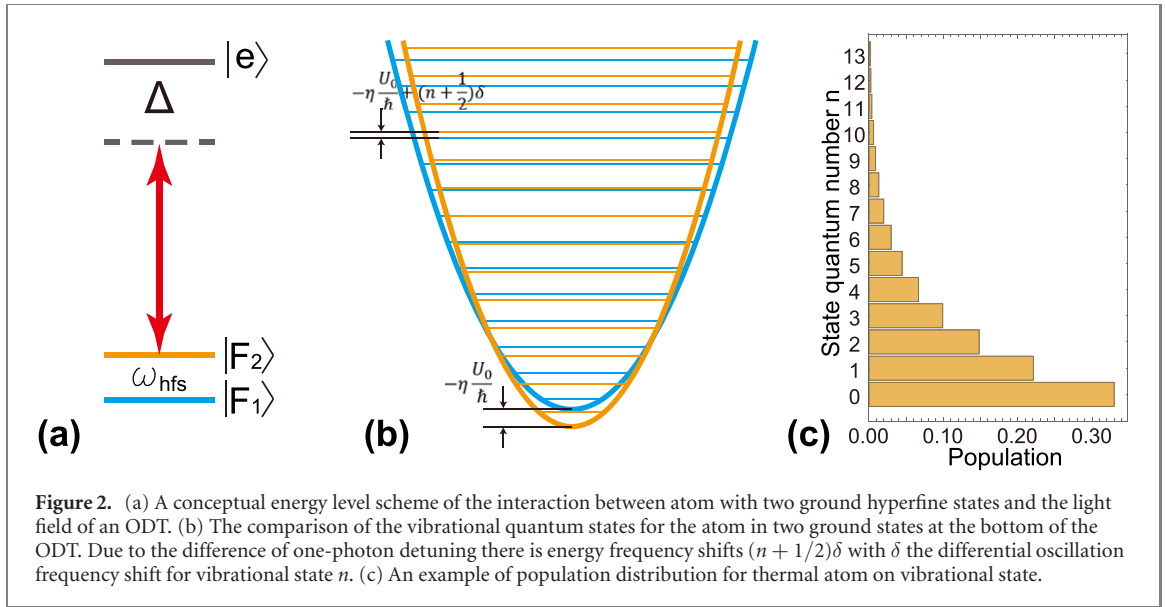 |e⟩
Δ
|F₂⟩
ω_hfs
|F₁⟩
(a)
−η U₀/ħ + (n + 1/2)δ
−η U₀/ħ
(b)
State quantum number n
13
12
11
10
9
8
7
6
5
4
3
2
1
0
0.00 0.10 0.20 0.30
Population
(c)
Figure 2. (a) A conceptual energy level scheme of the interaction between atom with two ground hyperfine states and the light
field of an ODT. (b) The comparison of the vibrational quantum states for the atom in two ground states at the bottom of the
ODT. Due to the difference of one-photon detuning there is energy frequency shifts (n + 1/2)δ with δ the differential oscillation
frequency shift for vibrational state n. (c) An example of population distribution for thermal atom on vibrational state.